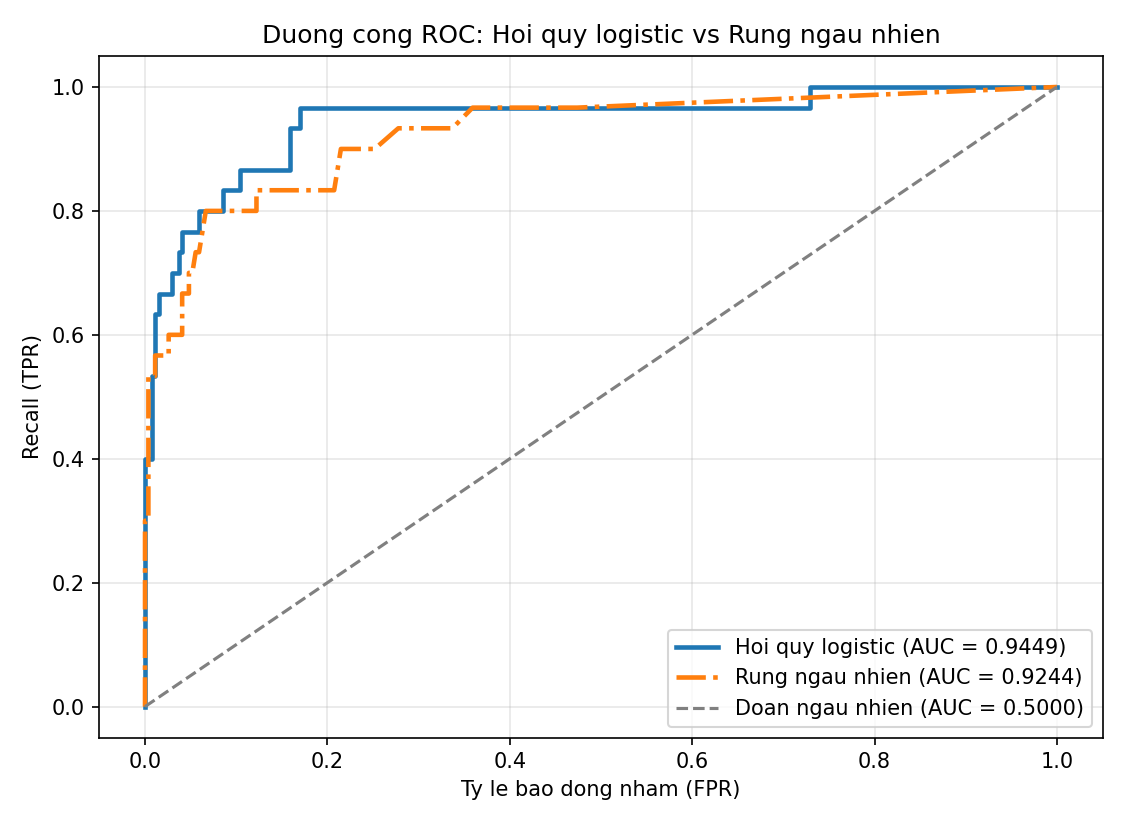 Duong cong ROC: Hoi quy logistic vs Rung ngau nhien
Recall (TPR)
1.0
0.8
0.6
0.4
0.2
0.0
0.0 0.2 0.4 0.6 0.8 1.0
Ty le bao dong nham (FPR)
Hoi quy logistic (AUC = 0.9449)
Rung ngau nhien (AUC = 0.9244)
Doan ngau nhien (AUC = 0.5000)